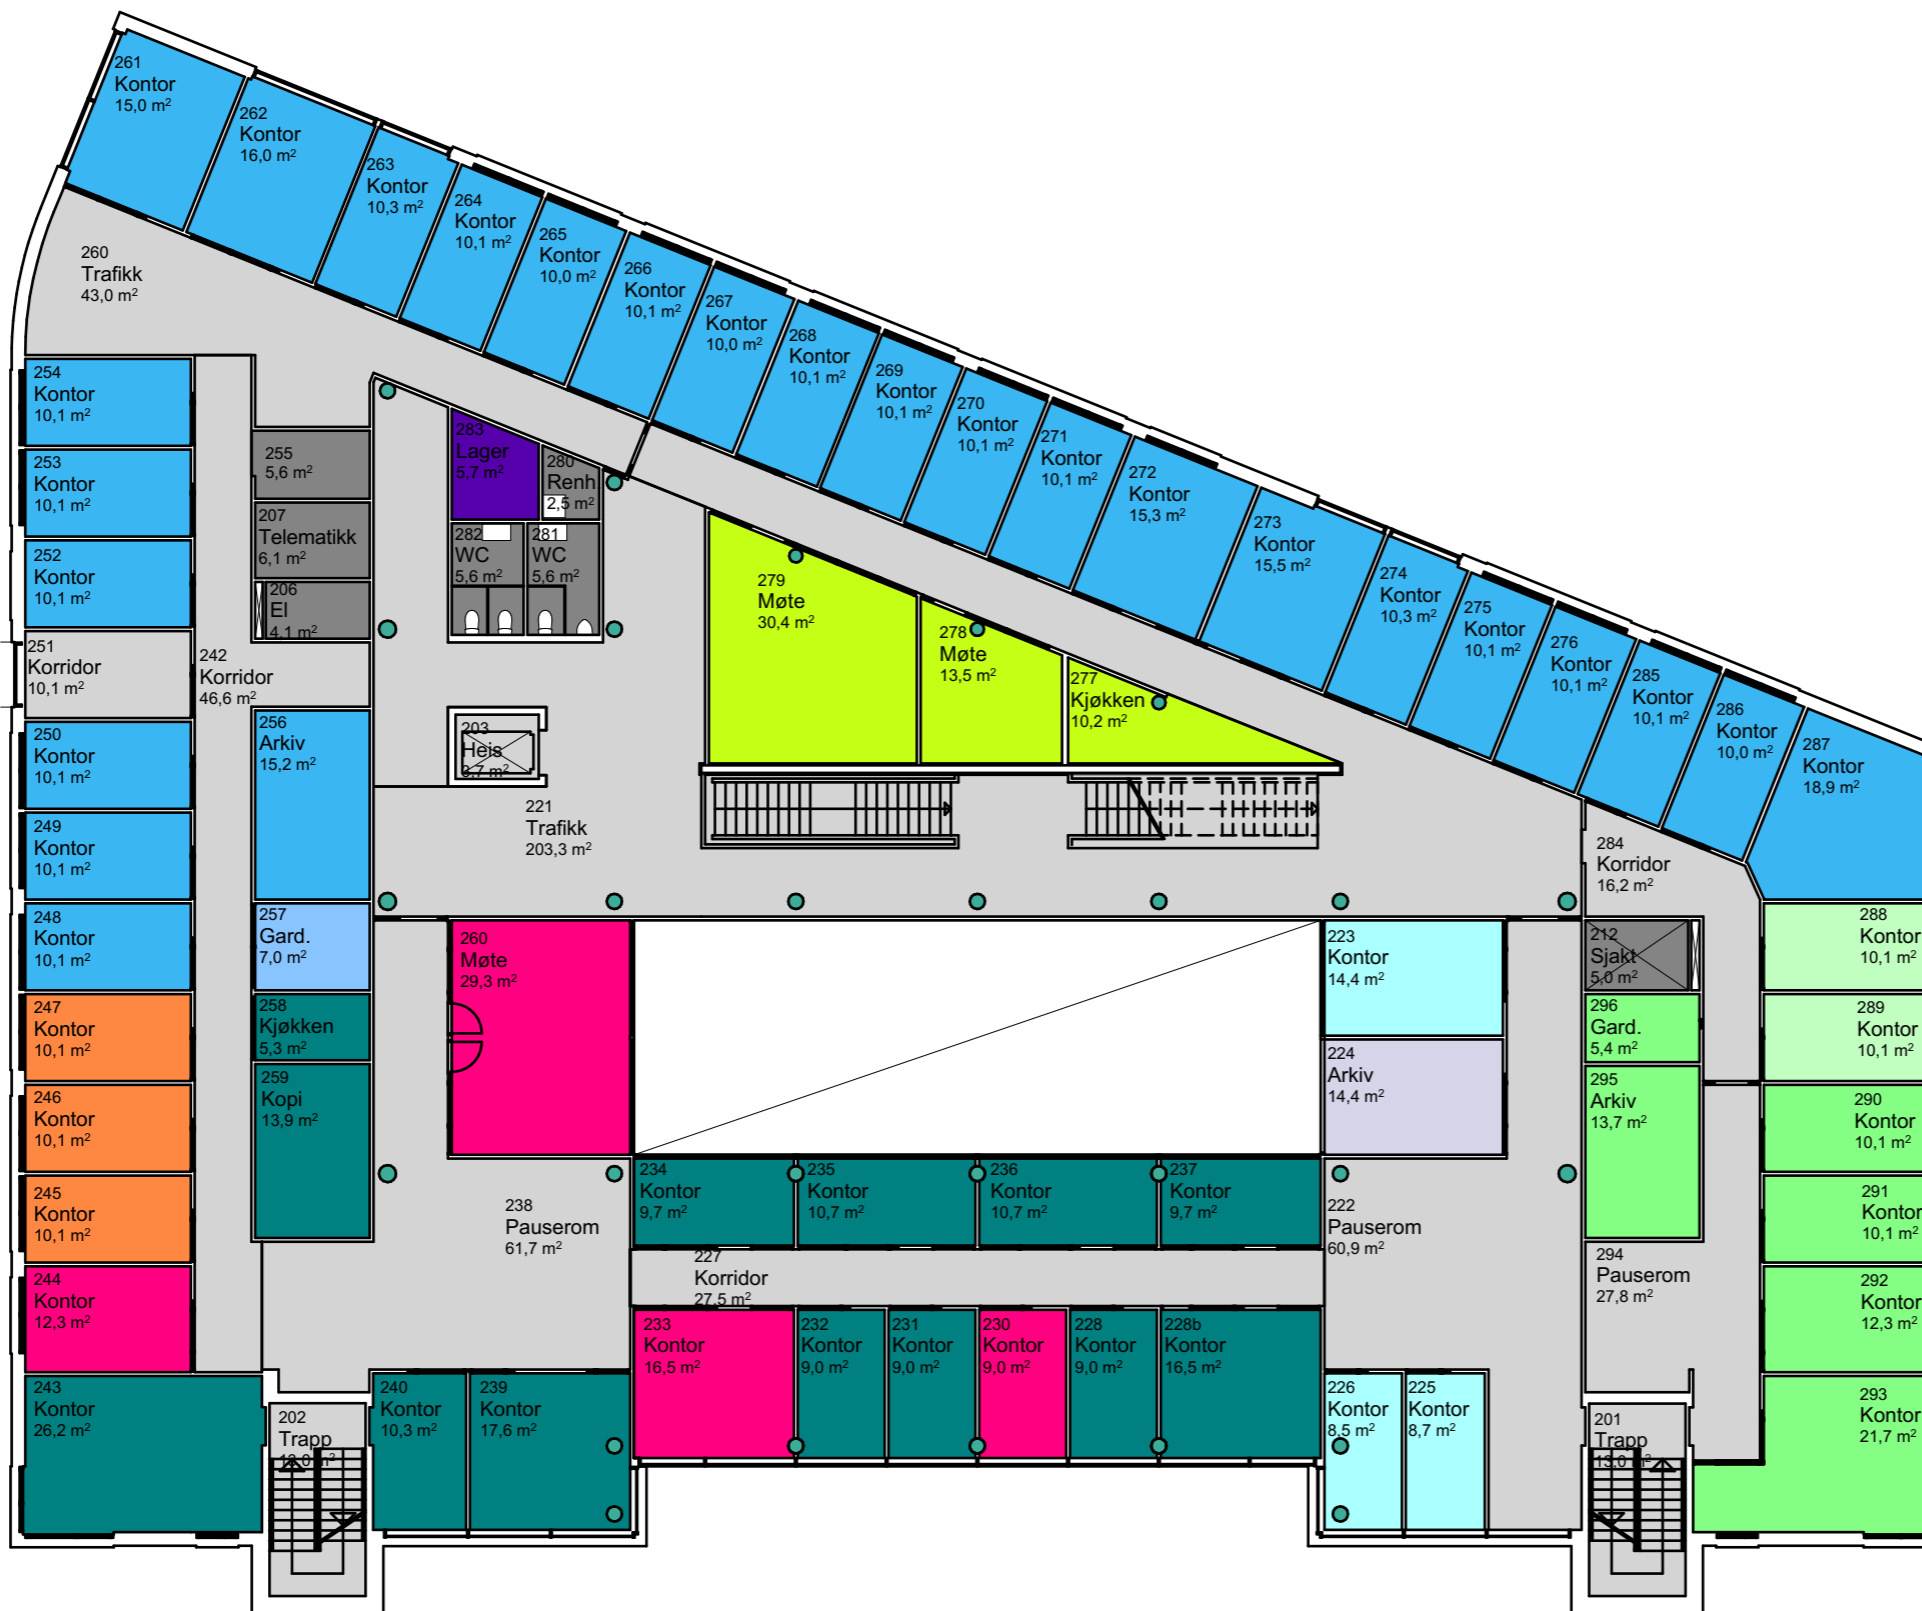 261
Kontor
15,0 m²
262
Kontor
16,0 m²
263
Kontor
10,3 m²
264
Kontor
10,1 m²
265
Kontor
10,0 m²
266
Kontor
10,1 m²
267
Kontor
10,0 m²
268
Kontor
10,1 m²
269
Kontor
10,1 m²
270
Kontor
10,1 m²
271
Kontor
10,1 m²
272
Kontor
15,3 m²
273
Kontor
15,5 m²
274
Kontor
10,3 m²
275
Kontor
10,1 m²
276
Kontor
10,1 m²
285
Kontor
10,1 m²
286
Kontor
10,0 m²
287
Kontor
18,9 m²
260
Trafikk
43,0 m²
254
Kontor
10,1 m²
253
Kontor
10,1 m²
252
Kontor
10,1 m²
251
Korridor
10,1 m²
250
Kontor
10,1 m²
249
Kontor
10,1 m²
248
Kontor
10,1 m²
247
Kontor
10,1 m²
246
Kontor
10,1 m²
245
Kontor
10,1 m²
244
Kontor
12,3 m²
243
Kontor
26,2 m²
242
Korridor
46,6 m²
255
5,6 m²
207
Telematikk
6,1 m²
206
El
4,1 m²
256
Arkiv
15,2 m²
257
Gard.
7,0 m²
258
Kjøkken
5,3 m²
259
Kopi
13,9 m²
283
Lager
5,7 m²
280
Renh.
2,5 m²
282
WC
5,6 m²
281
WC
5,6 m²
203
Heis
3,7 m²
279
Møte
30,4 m²
278
Møte
13,5 m²
277
Kjøkken
10,2 m²
221
Trafikk
203,3 m²
284
Korridor
16,2 m²
260
Møte
29,3 m²
223
Kontor
14,4 m²
224
Arkiv
14,4 m²
212
Sjakt
5,0 m²
296
Gard.
5,4 m²
295
Arkiv
13,7 m²
288
Kontor
10,1 m²
289
Kontor
10,1 m²
290
Kontor
10,1 m²
291
Kontor
10,1 m²
292
Kontor
12,3 m²
293
Kontor
21,7 m²
294
Pauserom
27,8 m²
238
Pauserom
61,7 m²
234
Kontor
9,7 m²
235
Kontor
10,7 m²
236
Kontor
10,7 m²
237
Kontor
9,7 m²
222
Pauserom
60,9 m²
227
Korridor
27,5 m²
233
Kontor
16,5 m²
232
Kontor
9,0 m²
231
Kontor
9,0 m²
230
Kontor
9,0 m²
228
Kontor
9,0 m²
228b
Kontor
16,5 m²
240
Kontor
10,3 m²
239
Kontor
17,6 m²
226
Kontor
8,5 m²
225
Kontor
8,7 m²
202
Trapp
201
Trapp
13,0 m²